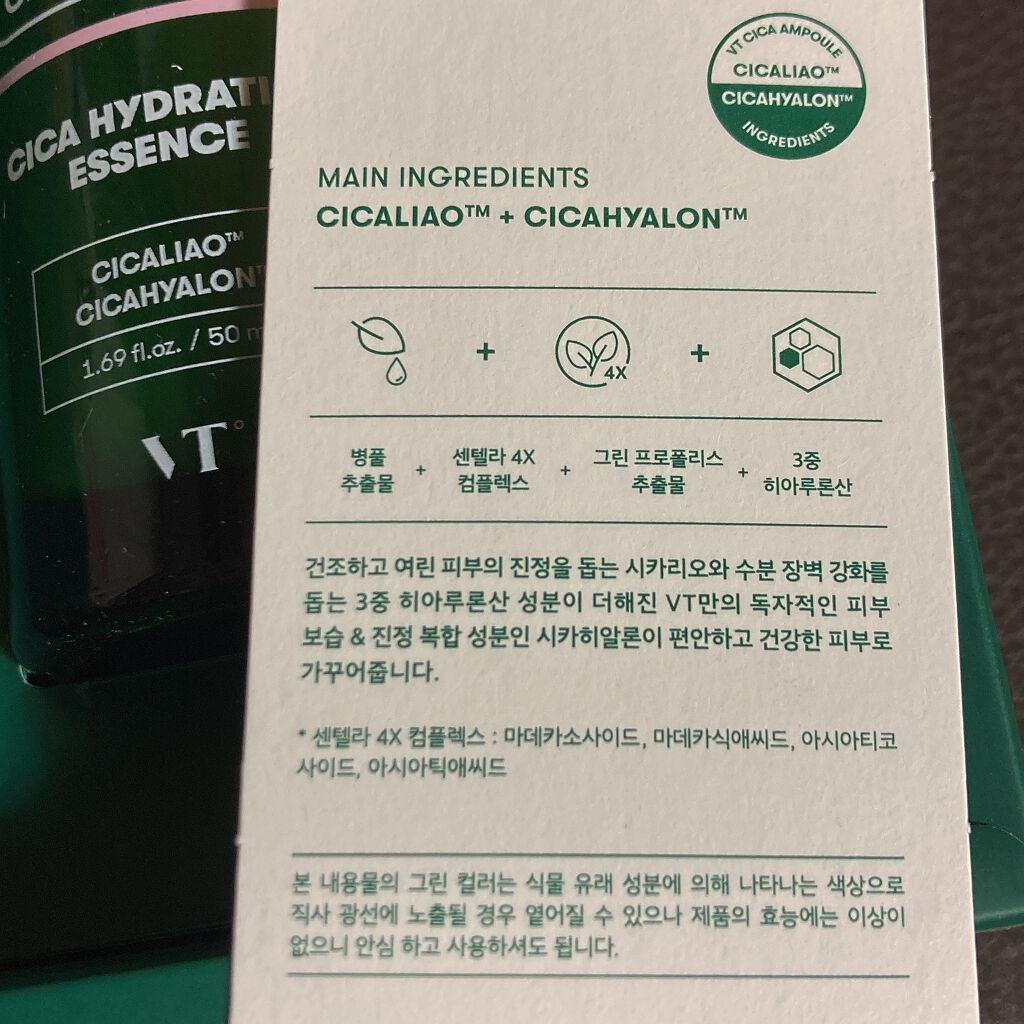 CICA HYDRATI
ESSENCE
CICALIAO™
CICAHYALON™
1.69 fl.oz. / 50 m
VT
VT CICA AMPOULE
CICALIAO™
CICAHYALON™
INGREDIENTS
MAIN INGREDIENTS
CICALIAO™ + CICAHYALON™
+ 4X +
병풀 추출물 + 센텔라 4X 컴플렉스 + 그린 프로폴리스 추출물 + 3중 히아루론산
건조하고 여린 피부의 진정을 돕는 시카리오와 수분 장벽 강화를
돕는 3중 히아루론산 성분이 더해진 VT만의 독자적인 피부
보습 & 진정 복합 성분인 시카히알론이 편안하고 건강한 피부로
가꾸어줍니다.
* 센텔라 4X 컴플렉스 : 마데카소사이드, 마데카식애씨드, 아시아티코
사이드, 아시아틱애씨드
본 내용물의 그린 컬러는 식물 유래 성분에 의해 나타나는 색상으로
직사 광선에 노출될 경우 옅어질 수 있으나 제품의 효능에는 이상이
없으니 안심 하고 사용하셔도 됩니다.